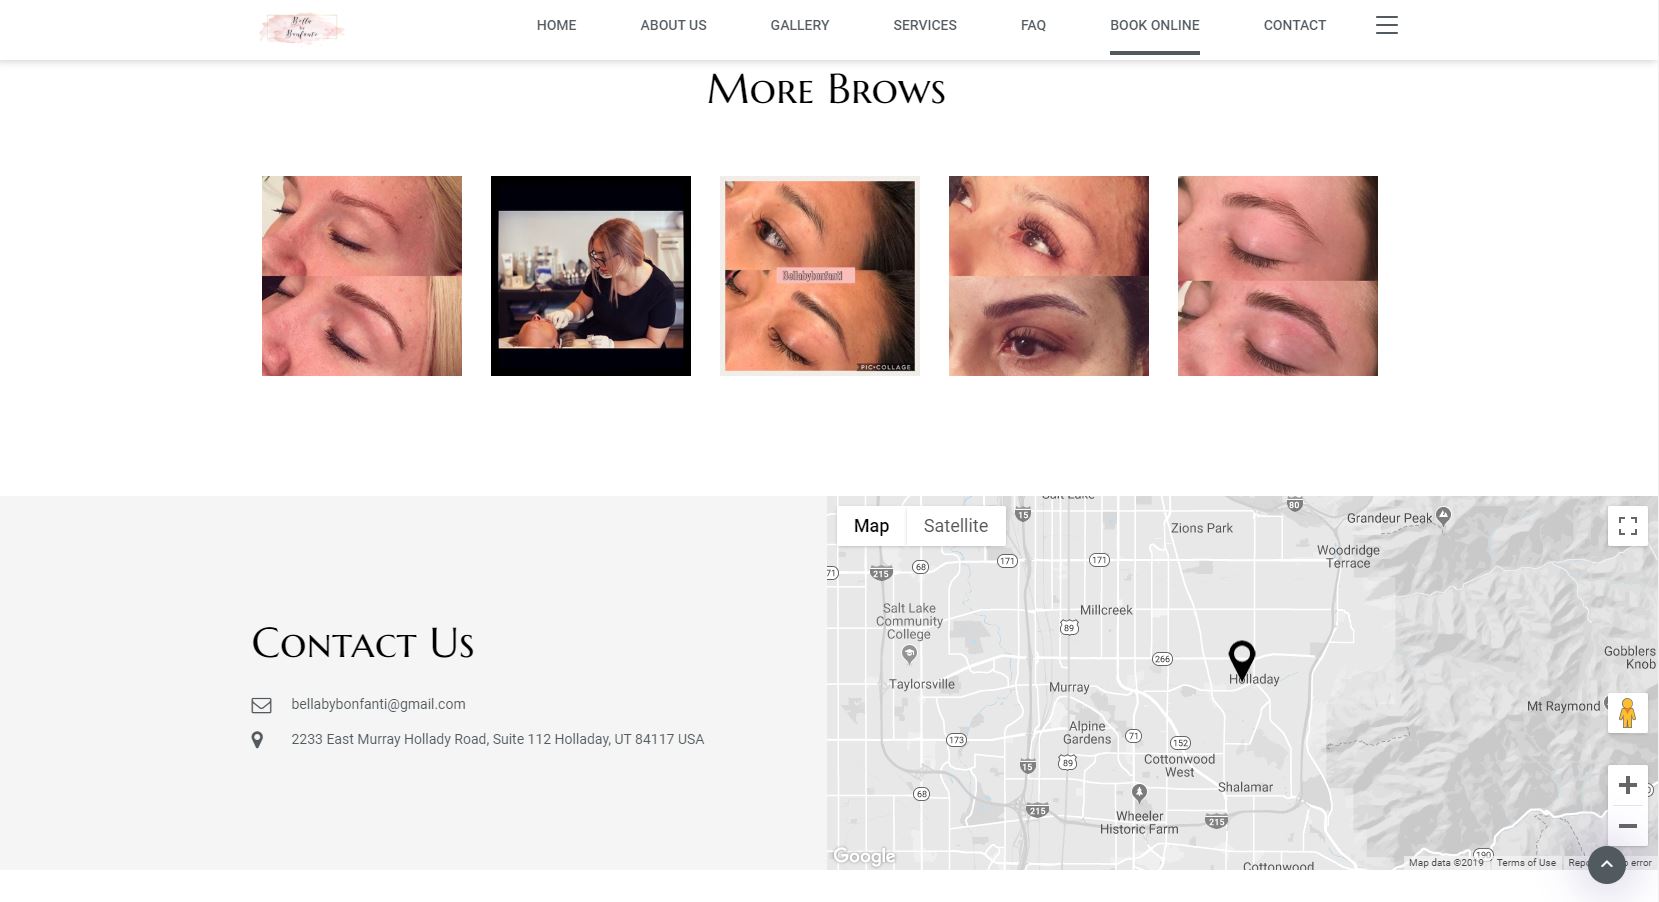 Bella
by
Bonfanti
HOME
ABOUT US
GALLERY
SERVICES
FAQ
BOOK ONLINE
CONTACT
More Brows
Bellabybonfanti
PIC•COLLAGE
Contact Us
bellabybonfanti@gmail.com
2233 East Murray Hollady Road, Suite 112 Holladay, UT 84117 USA
Map
Satellite
Salt Lake
15
80
Zions Park
Grandeur Peak
Woodridge
Terrace
71
215
68
171
171
Salt Lake
Community
College
Millcreek
89
266
Holladay
Gobblers
Knob
Taylorsville
Murray
Mt Raymond
Alpine
Gardens
71
152
173
15
89
Cottonwood
West
Shalamar
68
215
Wheeler
Historic Farm
215
190
Cottonwood
Google
Map data ©2019
Terms of Use
error